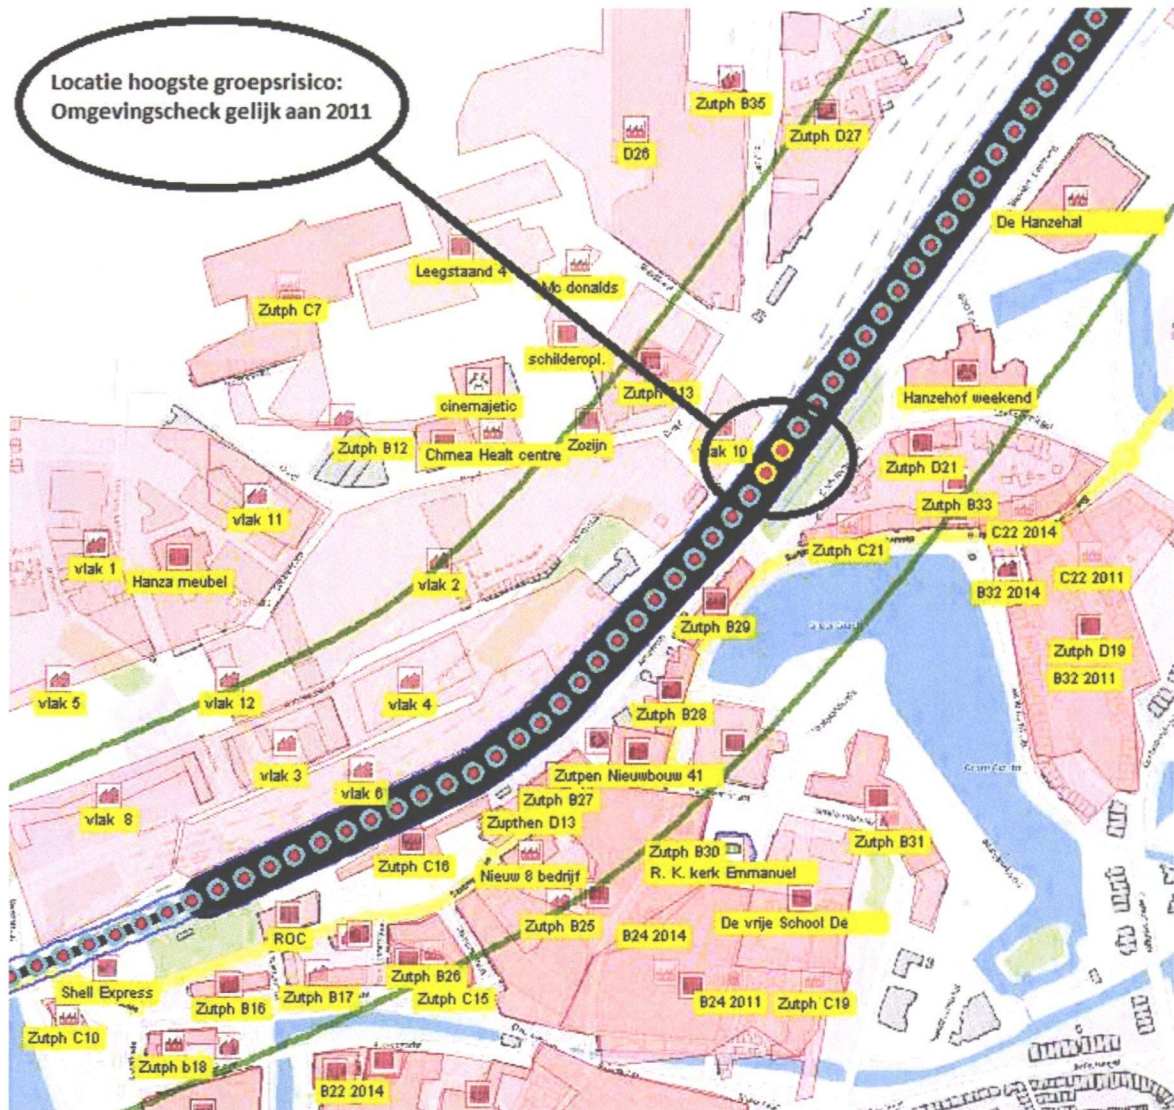 Locatie hoogste groepsrisico:
Omgevingscheck gelijk aan 2011
Zutph B35
Zutph D27
D26
De Hanzehal
Leegstaand 4
Mc donalds
Zutph C7
schilderopl.
Zutph B13
Hanzehof weekend
cinemajetic
Zutph B12
Chmea Healt centre
Zozijn
vlak 10
Zutph D21
Zutph B33
vlak 11
C22 2014
Zutph C21
vlak 1
Hanza meubel
vlak 2
B32 2014
C22 2011
Zutph B29
Zutph D19
B32 2011
vlak 5
vlak 12
vlak 4
Zutph B28
vlak 3
Zutpen Nieuwbouw 41
vlak 6
Zutph B27
vlak 8
Zupthen D13
Zutph B31
Zutph C16
Nieuw 8 bedrijf
Zutph B30
R. K. kerk Emmanuel
Zutph B25
De vrije School De
ROC
B24 2014
Shell Express
Zutph B16
Zutph B17
Zutph B26
Zutph C15
B24 2011
Zutph C19
Zutph C10
Zutph b18
B22 2014